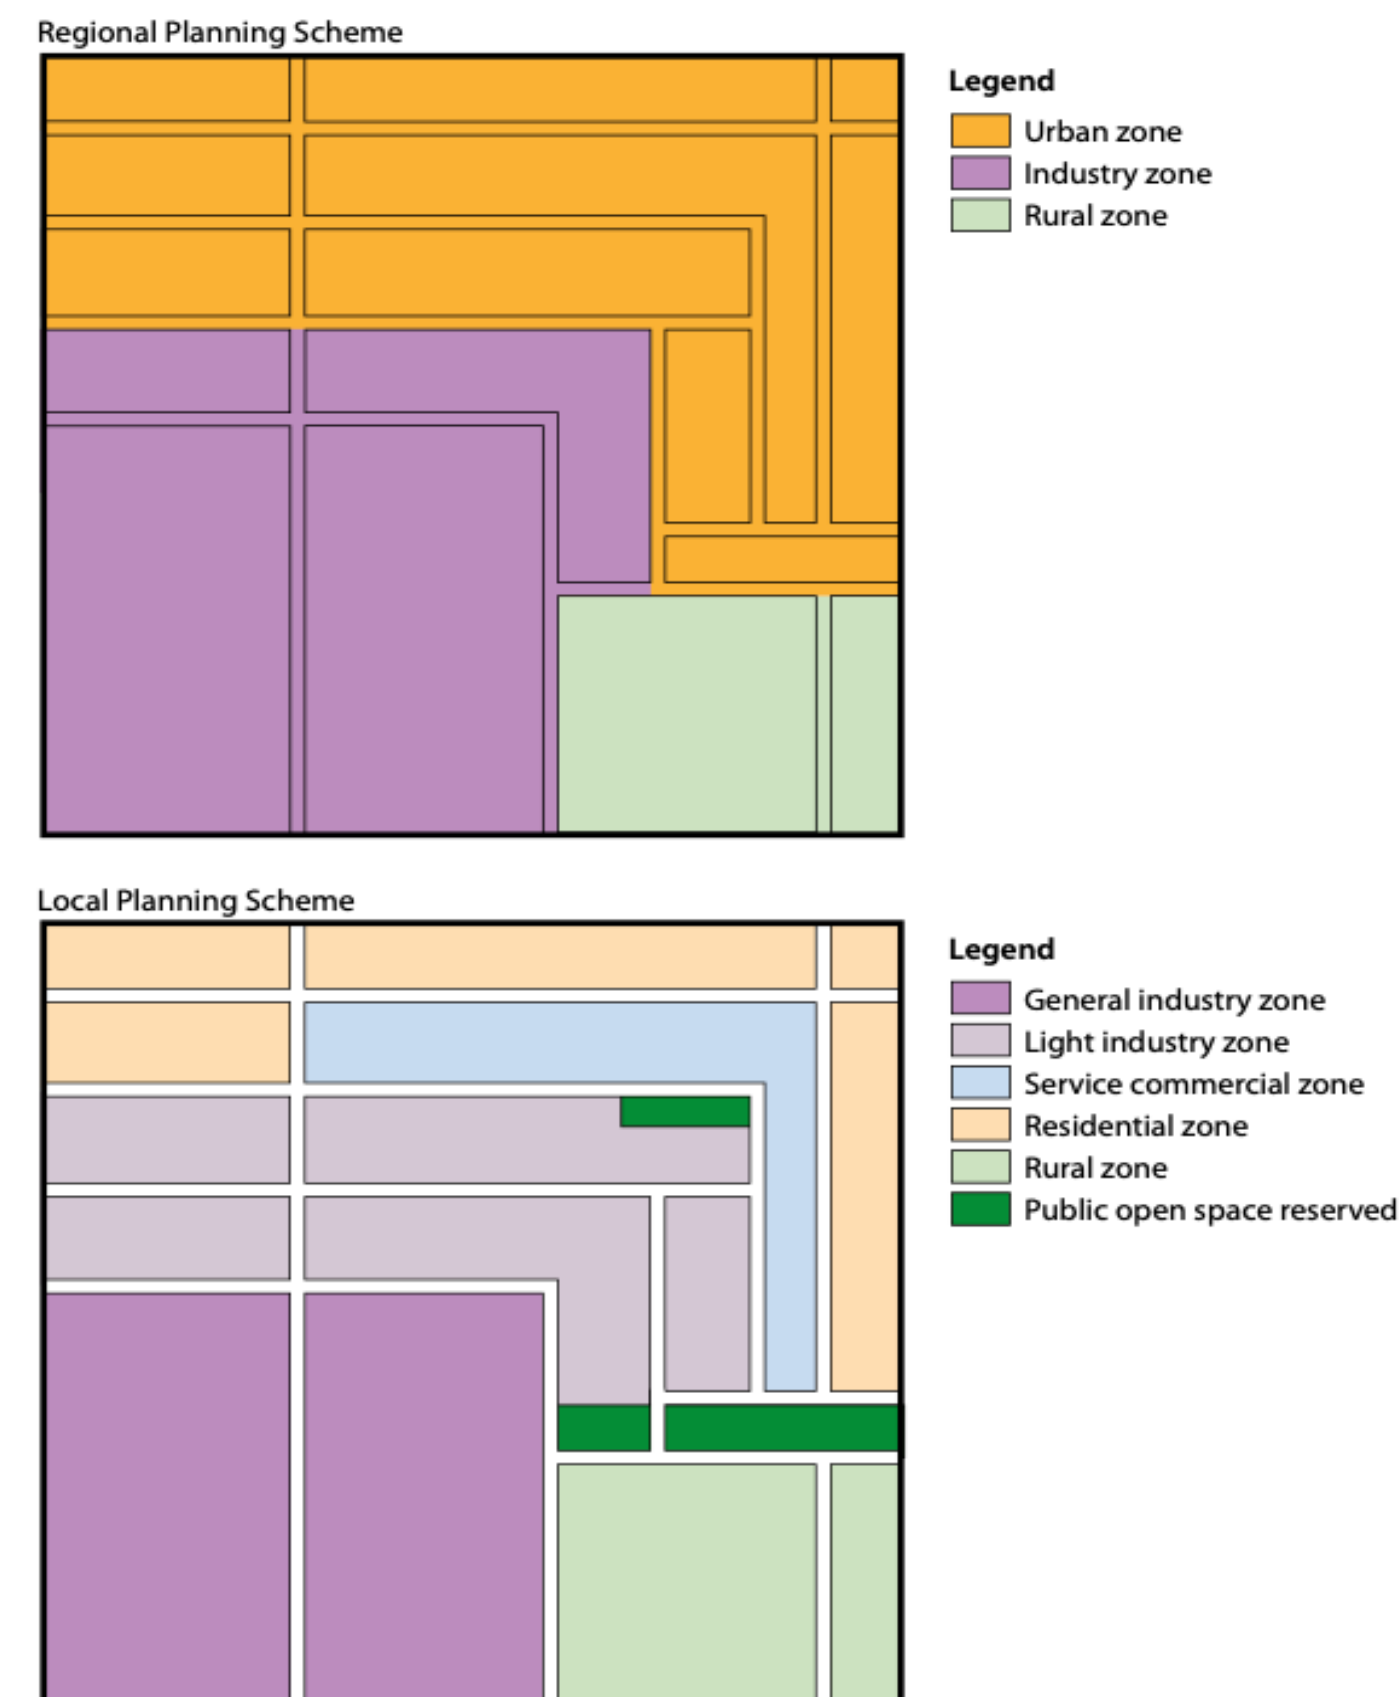 Regional Planning Scheme
Legend
Urban zone
Industry zone
Rural zone
Local Planning Scheme
Legend
General industry zone
Light industry zone
Service commercial zone
Residential zone
Rural zone
Public open space reserved